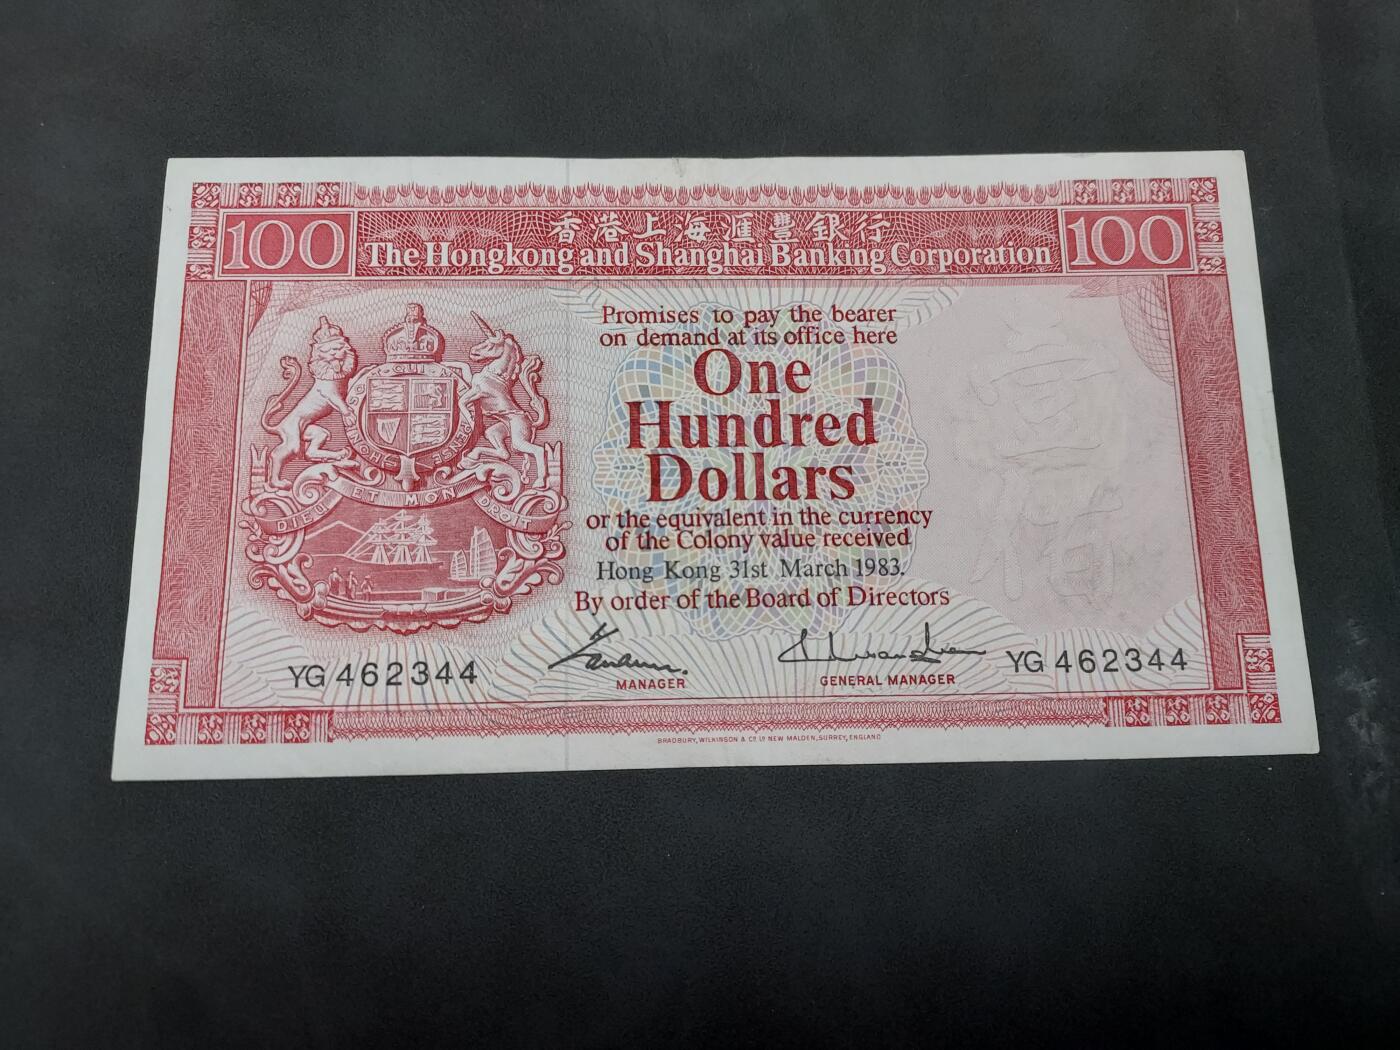 香港上海滙豐銀行
100 The Hongkong and Shanghai Banking Corporation 100
Promises to pay the bearer
on demand at its office here
One
Hundred
Dollars
or the equivalent in the currency
of the Colony value received
Hong Kong 31st March 1983.
By order of the Board of Directors
YG 462344
MANAGER
GENERAL MANAGER
YG 462344
BRADBURY, WILKINSON & Cº Lº NEW MALDEN, SURREY, ENGLAND
DIEU ET MON DROIT
壹
佰